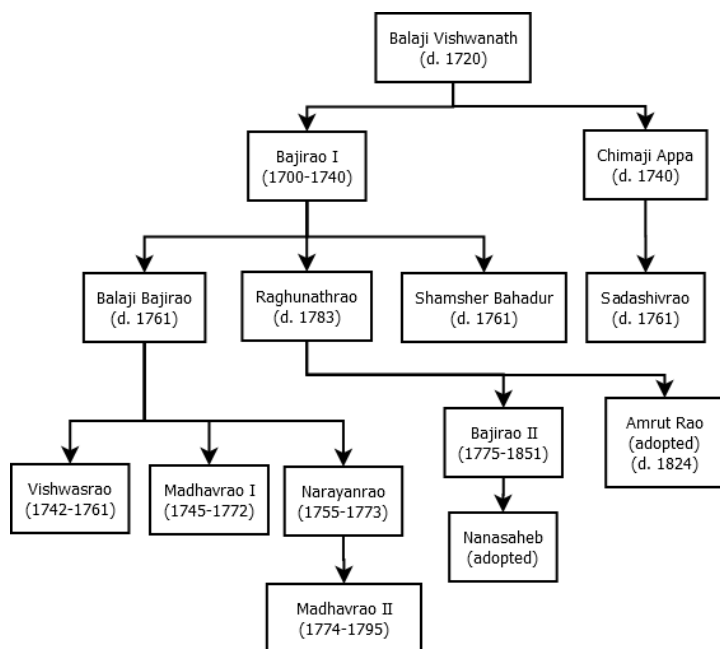 Balaji Vishwanath
(d. 1720)
Bajirao I
(1700-1740)
Chimaji Appa
(d. 1740)
Balaji Bajirao
(d. 1761)
Raghunathrao
(d. 1783)
Shamsher Bahadur
(d. 1761)
Sadashivrao
(d. 1761)
Bajirao II
(1775-1851)
Amrut Rao
(adopted)
(d. 1824)
Vishwasrao
(1742-1761)
Madhavrao I
(1745-1772)
Narayanrao
(1755-1773)
Nanasaheb
(adopted)
Madhavrao II
(1774-1795)